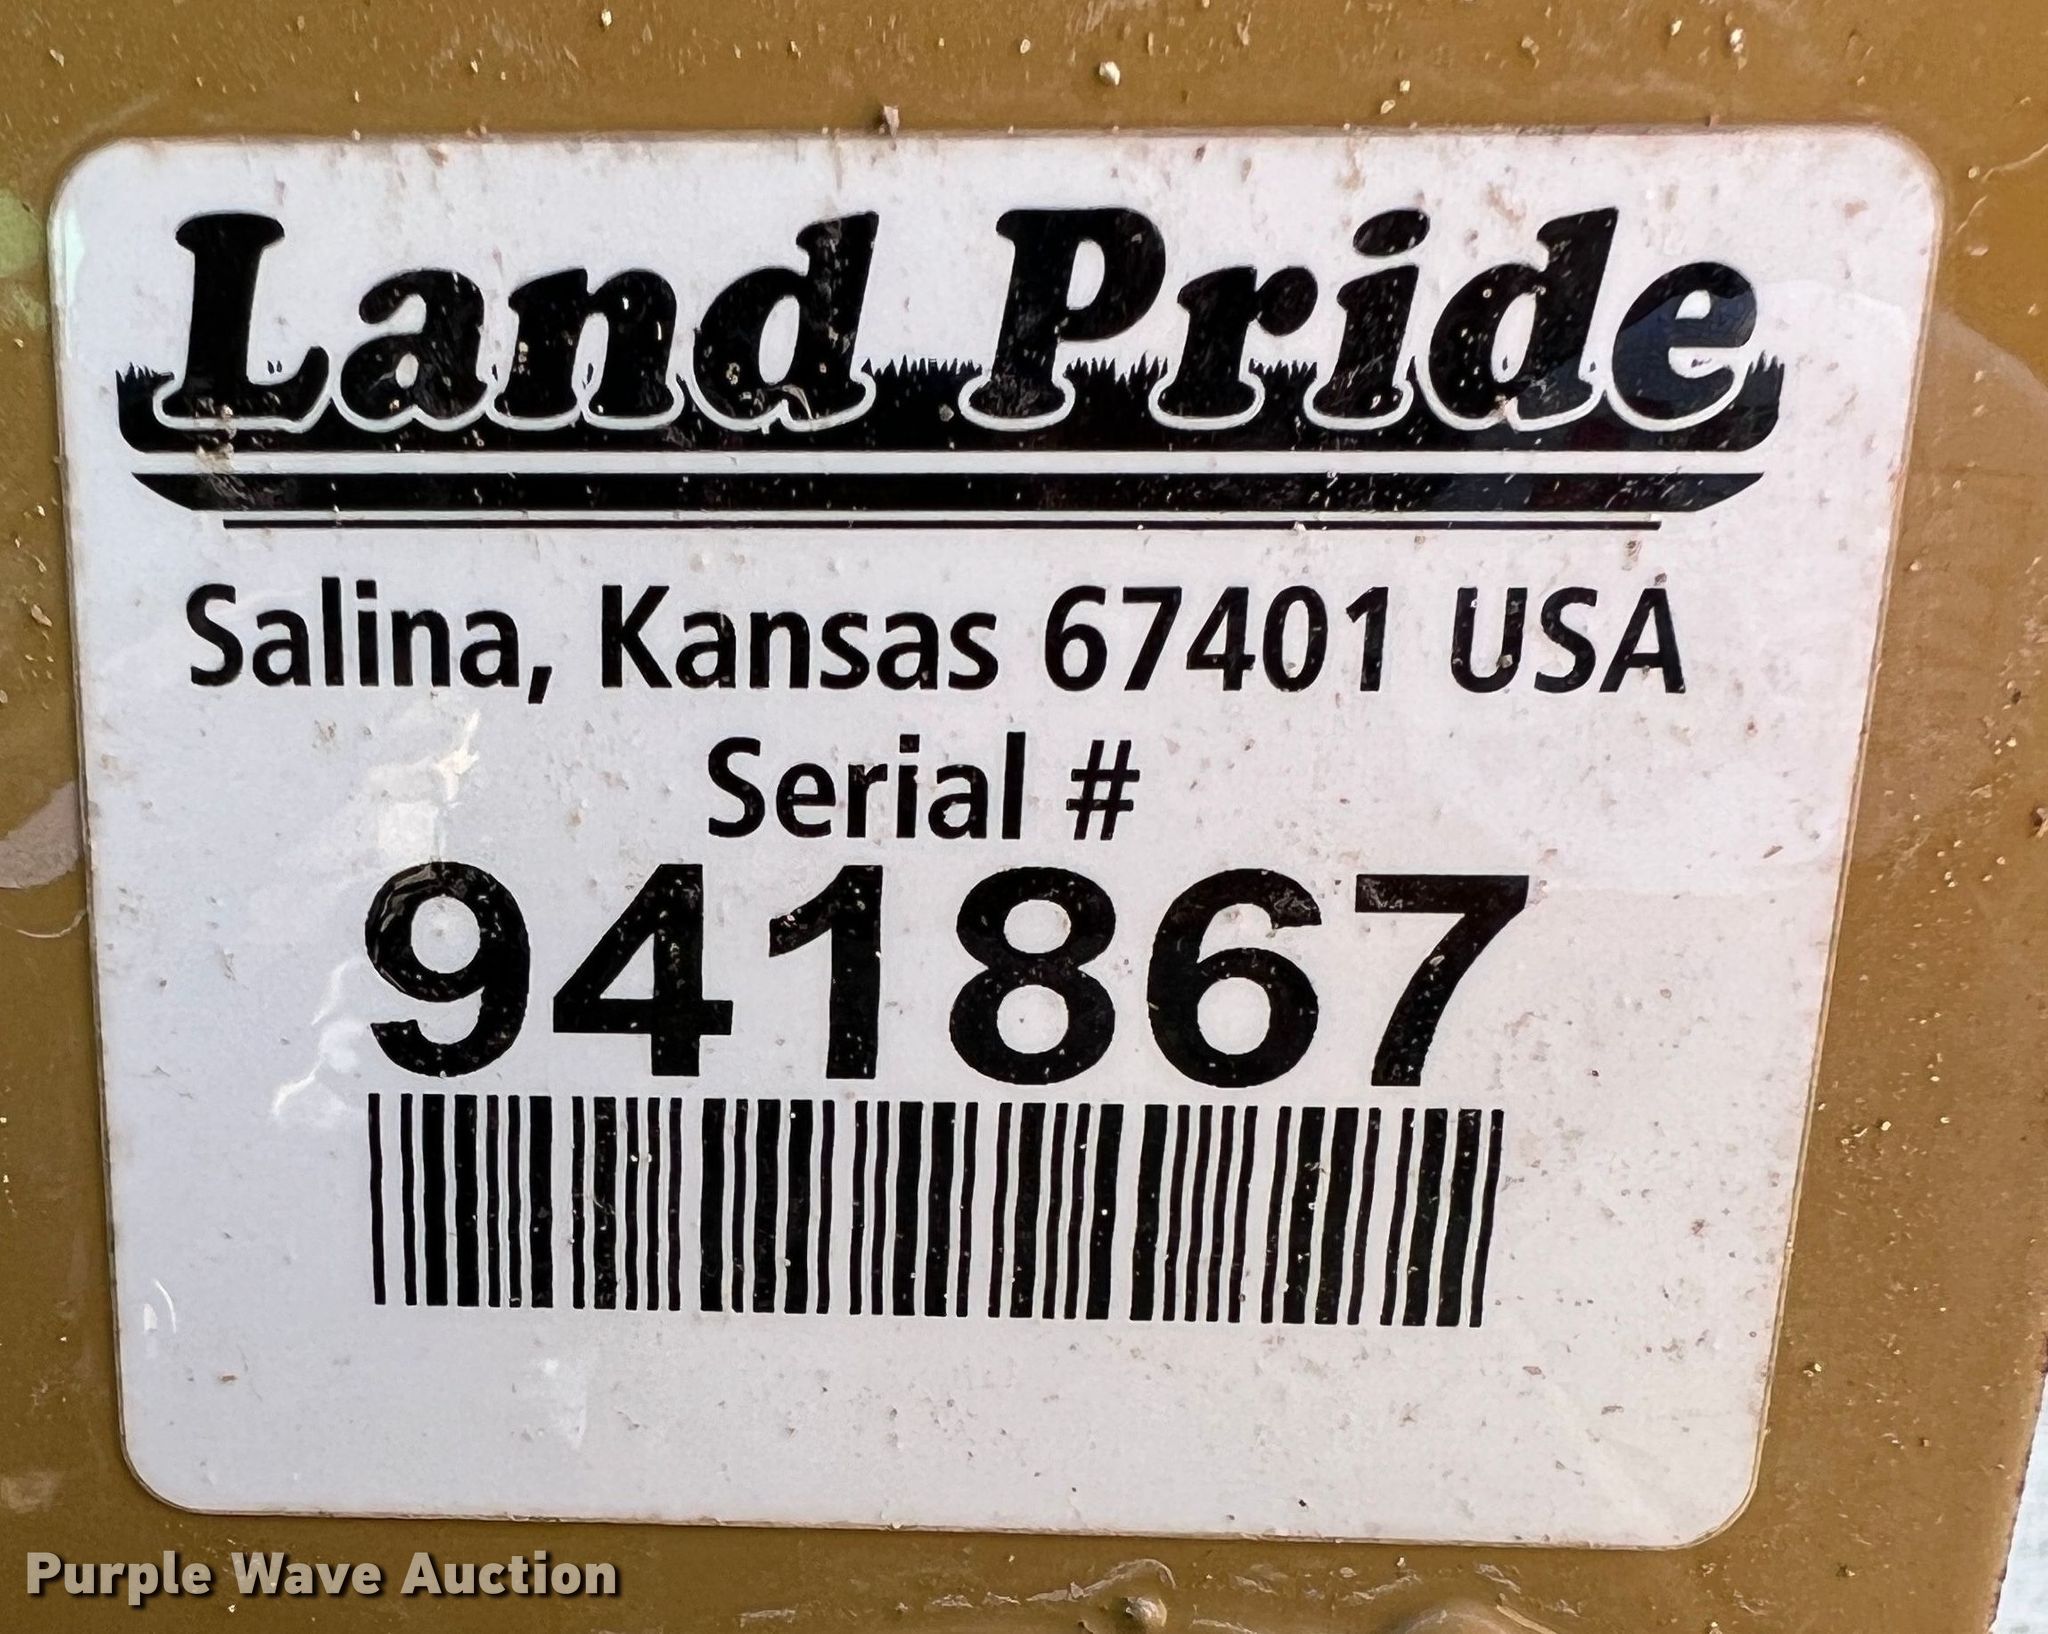 Land Pride
Salina, Kansas 67401 USA
Serial #
941867
Purple Wave Auction